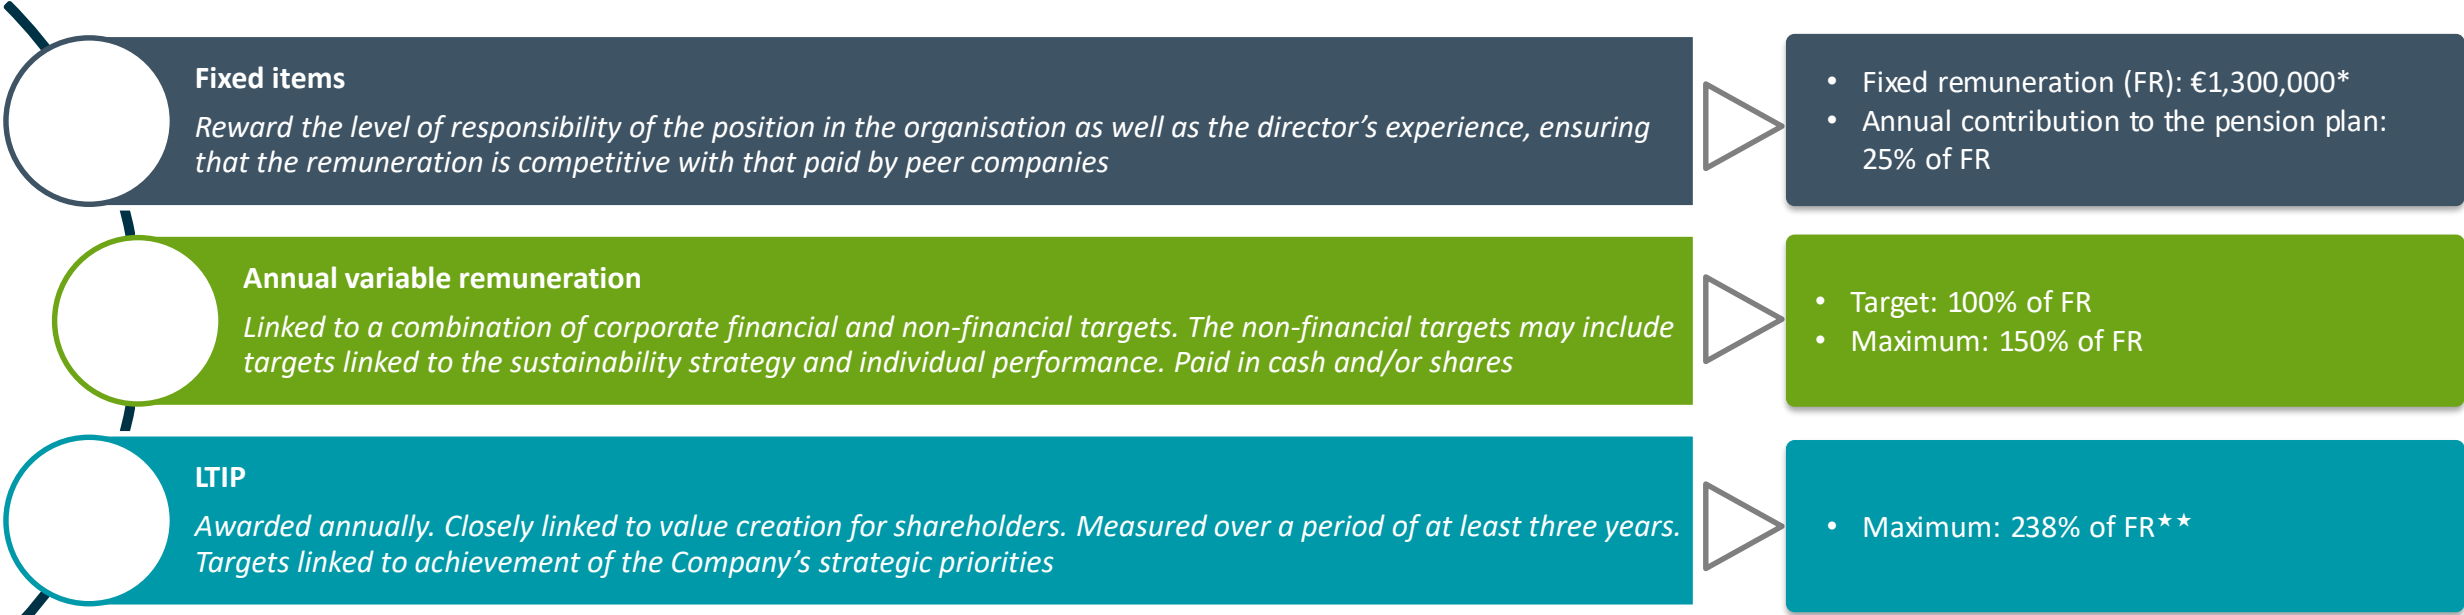 Fixed items
Reward the level of responsibility of the position in the organisation as well as the director’s experience, ensuring
that the remuneration is competitive with that paid by peer companies
• Fixed remuneration (FR): €1,300,000*
• Annual contribution to the pension plan:
25% of FR
Annual variable remuneration
Linked to a combination of corporate financial and non-financial targets. The non-financial targets may include
targets linked to the sustainability strategy and individual performance. Paid in cash and/or shares
• Target: 100% of FR
• Maximum: 150% of FR
LTIP
Awarded annually. Closely linked to value creation for shareholders. Measured over a period of at least three years.
Targets linked to achievement of the Company’s strategic priorities
• Maximum: 238% of FR★★